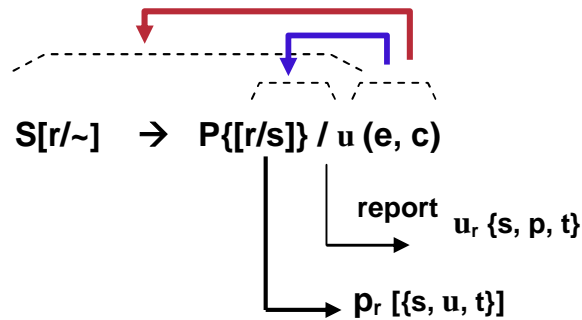 S[r/~] → P{[r/s]} / u (e, c)
report u_r {s, p, t}
p_r [{s, u, t}]